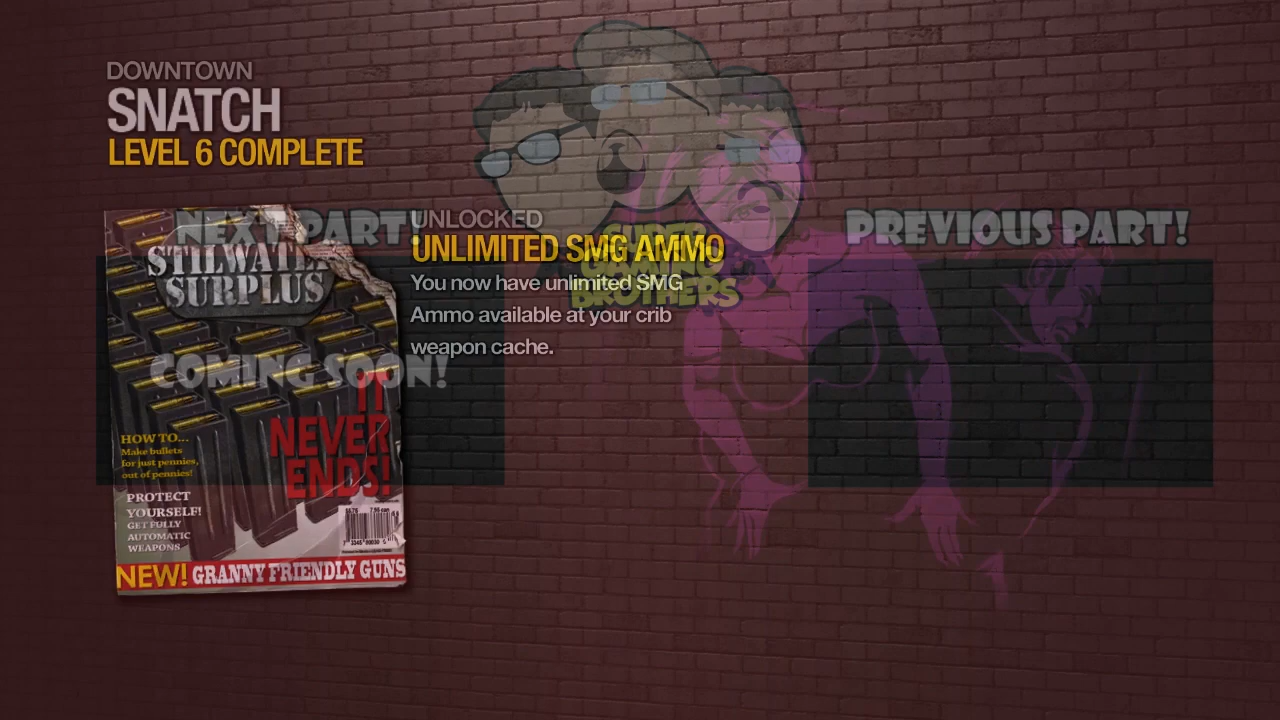 DOWNTOWN
SNATCH
LEVEL 6 COMPLETE
NEXT PART!
UNLOCKED
UNLIMITED SMG AMMO
You now have unlimited SMG
Ammo available at your crib
weapon cache.
SUPER
GAMING
BROTHERS
PREVIOUS PART!
COMING SOON!
STILWATER
SURPLUS
IT
NEVER
ENDS!
HOW TO...
Make bullets
for just pennies,
out of pennies!
PROTECT
YOURSELF!
GET FULLY
AUTOMATIC
WEAPONS
NEW! GRANNY FRIENDLY GUNS